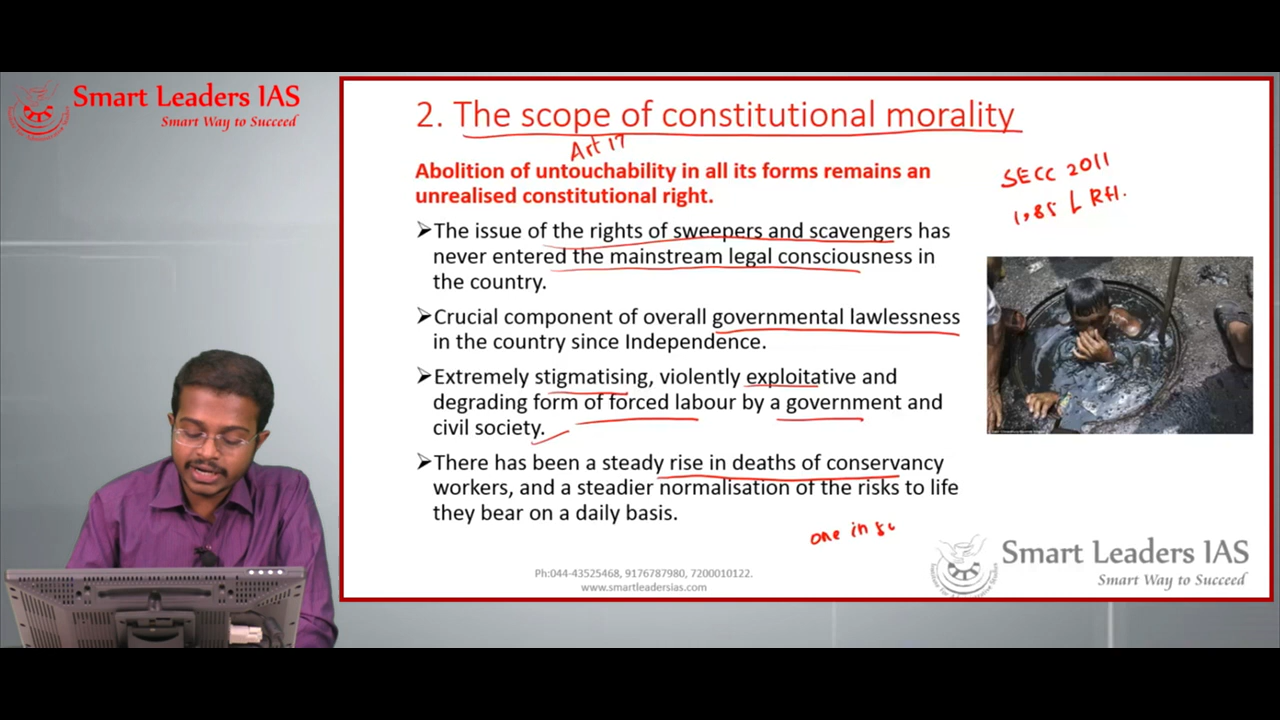 Smart Leaders IAS
Smart Way to Succeed
2. The scope of constitutional morality
Art 17
Abolition of untouchability in all its forms remains an
unrealised constitutional right.
SECC 2011
1.85 L RH.
➢The issue of the rights of sweepers and scavengers has
never entered the mainstream legal consciousness in
the country.
➢Crucial component of overall governmental lawlessness
in the country since Independence.
➢Extremely stigmatising, violently exploitative and
degrading form of forced labour by a government and
civil society.
➢There has been a steady rise in deaths of conservancy
workers, and a steadier normalisation of the risks to life
they bear on a daily basis.
one in
Smart Leaders IAS
Smart Way to Succeed
Ph:044-43525468, 9176787980, 7200010122.
www.smartleadersias.com